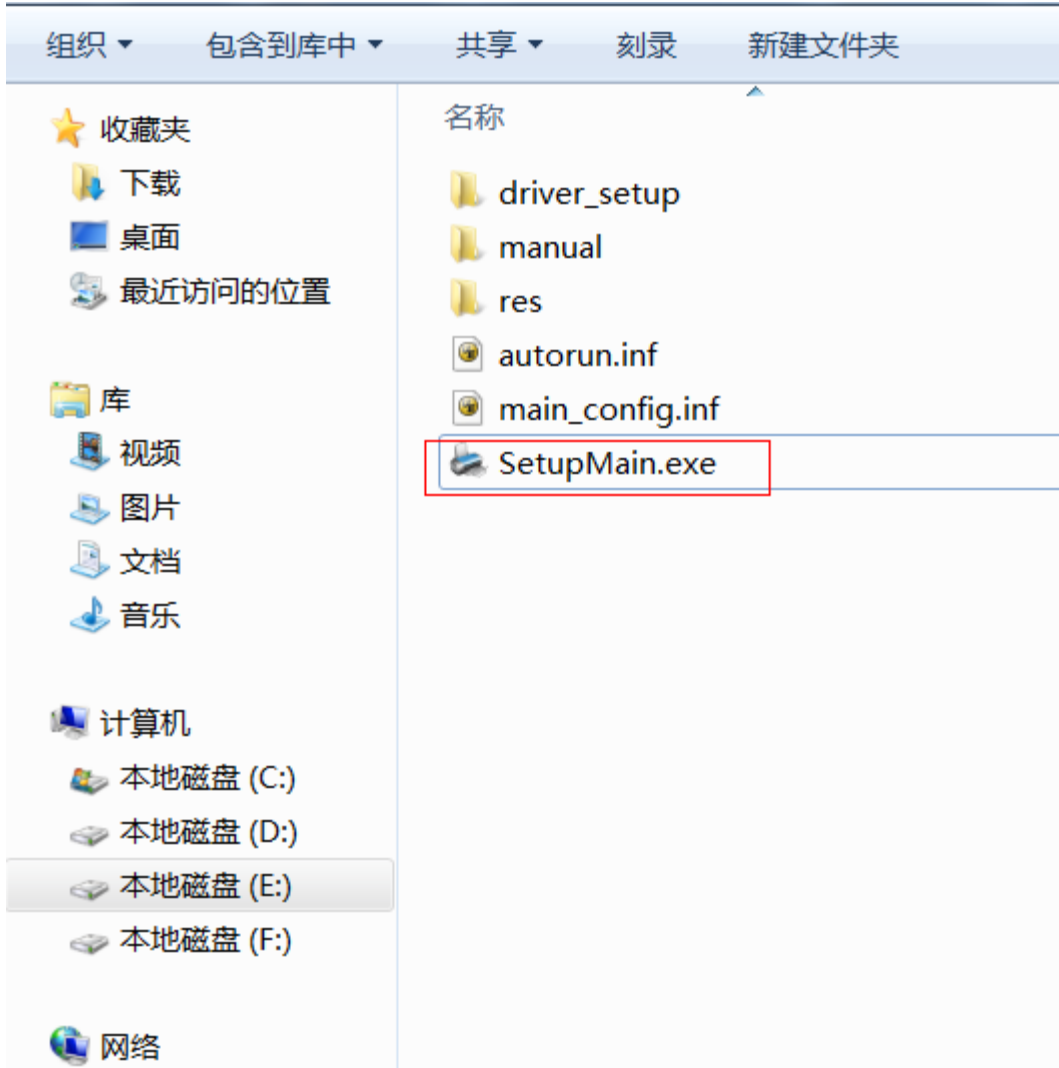 组织 包含到库中 共享 刻录 新建文件夹
收藏夹
下载
桌面
最近访问的位置
库
视频
图片
文档
音乐
计算机
本地磁盘 (C:)
本地磁盘 (D:)
本地磁盘 (E:)
本地磁盘 (F:)
网络
名称
driver_setup
manual
res
autorun.inf
main_config.inf
SetupMain.exe